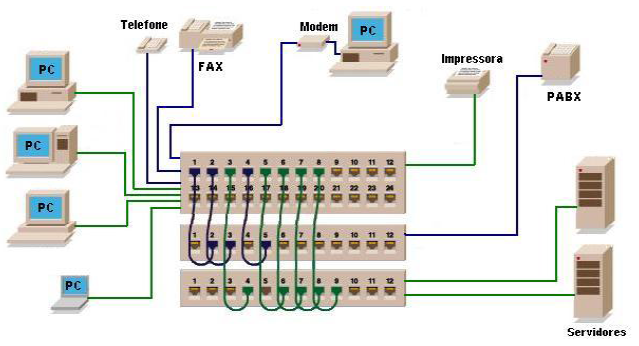 Telefone
FAX
Modem
PC
Impressora
PABX
PC
PC
PC
PC
1 2 3 4 5 6 7 8 9 10 11 12
13 14 15 16 17 18 19 20 21 22 23 24
1 2 3 4 5 6 7 8 9 10 11 12
1 2 3 4 5 6 7 8 9 10 11 12
Servidores